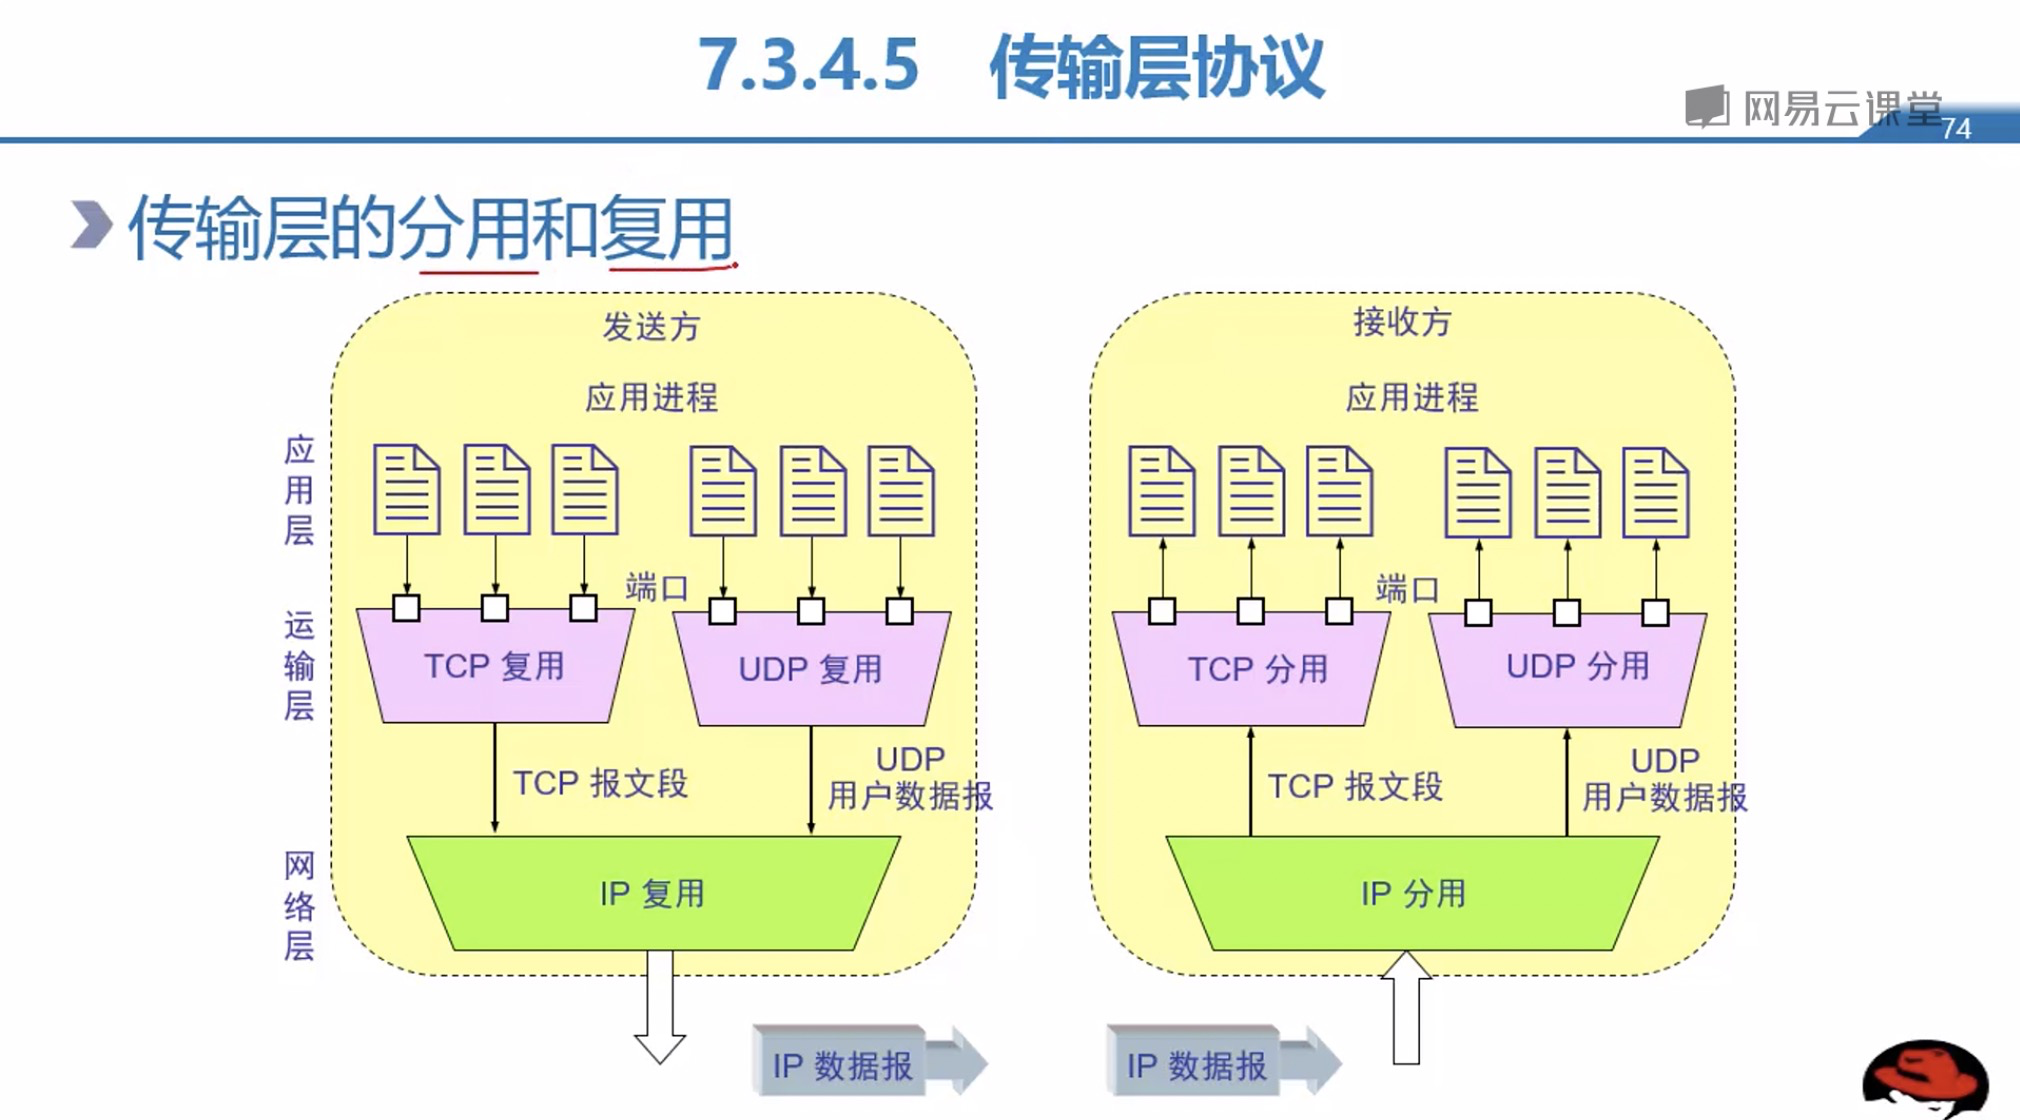 7.3.4.5 传输层协议
网易云课堂
74
传输层的分用和复用
发送方
应用进程
应用层
端口
TCP 复用
UDP 复用
运输层
TCP 报文段
UDP
用户数据报
IP 复用
网络层
接收方
应用进程
端口
TCP 分用
UDP 分用
TCP 报文段
UDP
用户数据报
IP 分用
IP 数据报
IP 数据报